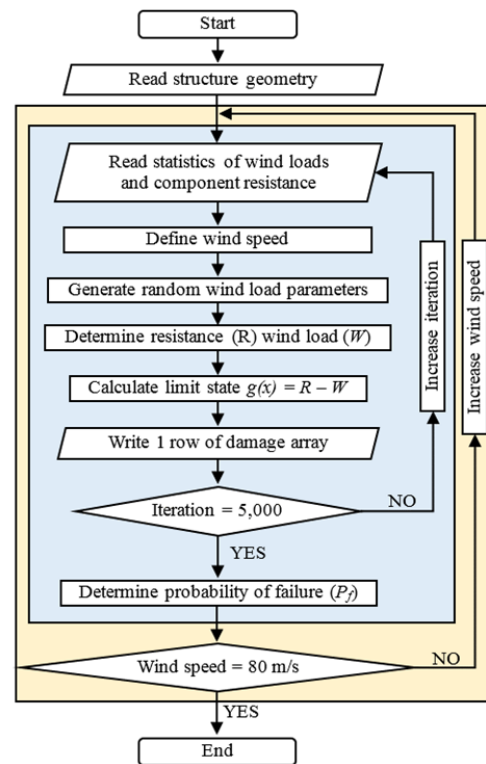 Start
Read structure geometry
Read statistics of wind loads
and component resistance
Define wind speed
Generate random wind load parameters
Determine resistance (R) wind load (W)
Calculate limit state g(x) = R – W
Write 1 row of damage array
Iteration = 5,000
NO
YES
Increase iteration
Increase wind speed
Determine probability of failure (Pf)
Wind speed = 80 m/s
NO
YES
End